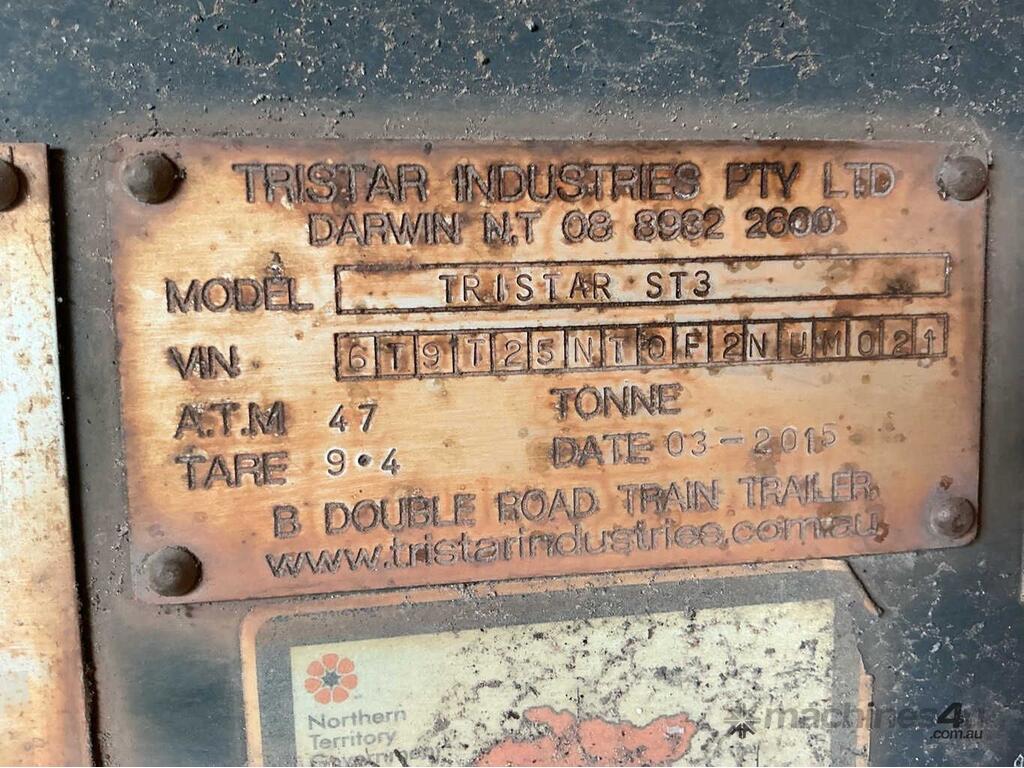 TRISTAR INDUSTRIES PTY LTD
DARWIN N.T 08 8932 2600
MODEL TRISTAR ST3
VIN 6T9T25NT0F2NUM021
A.T.M 47 TONNE
TARE 9.4 DATE 03-2015
B DOUBLE ROAD TRAIN TRAILER
www.tristarindustries.com.au
Northern
Territory
Government
machines4u
.com.au